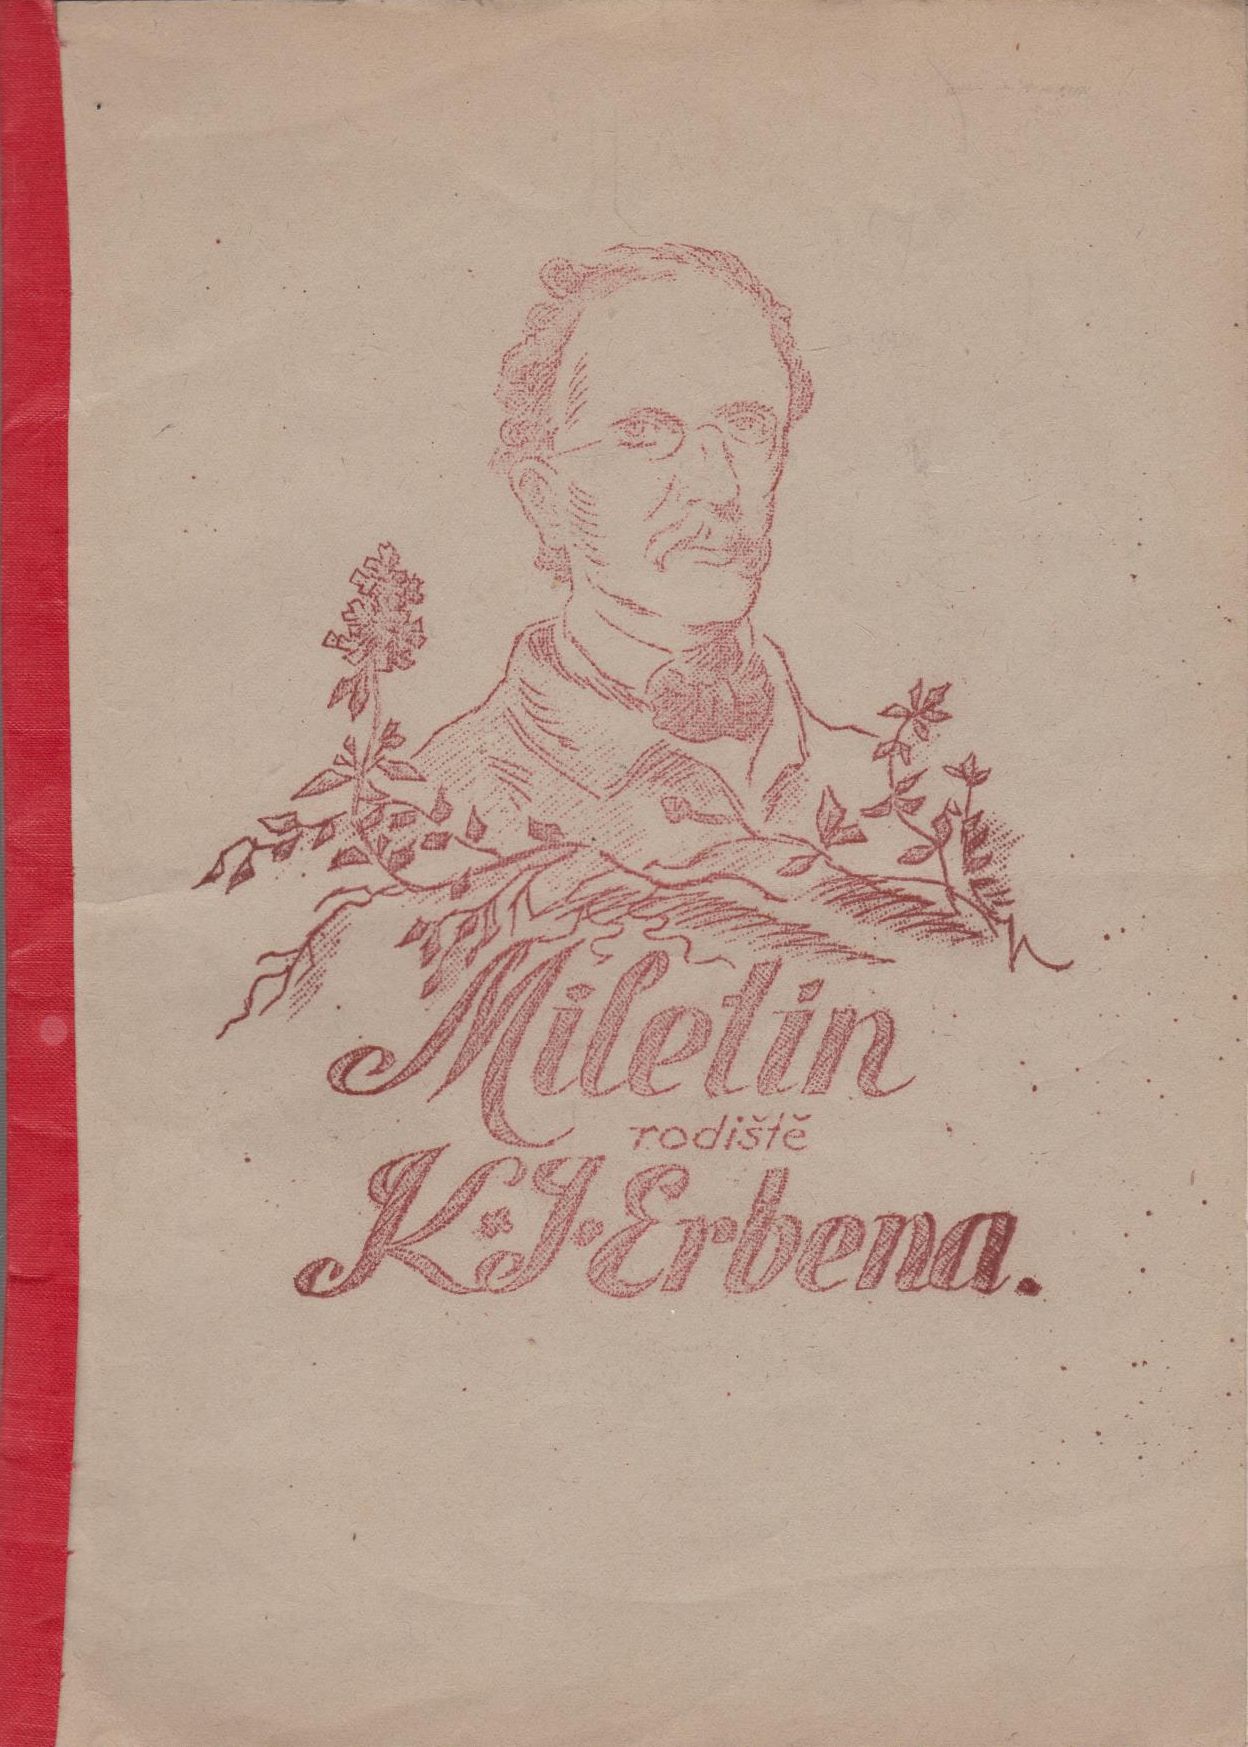 Miletin
rodiště
K. J. Erbena.